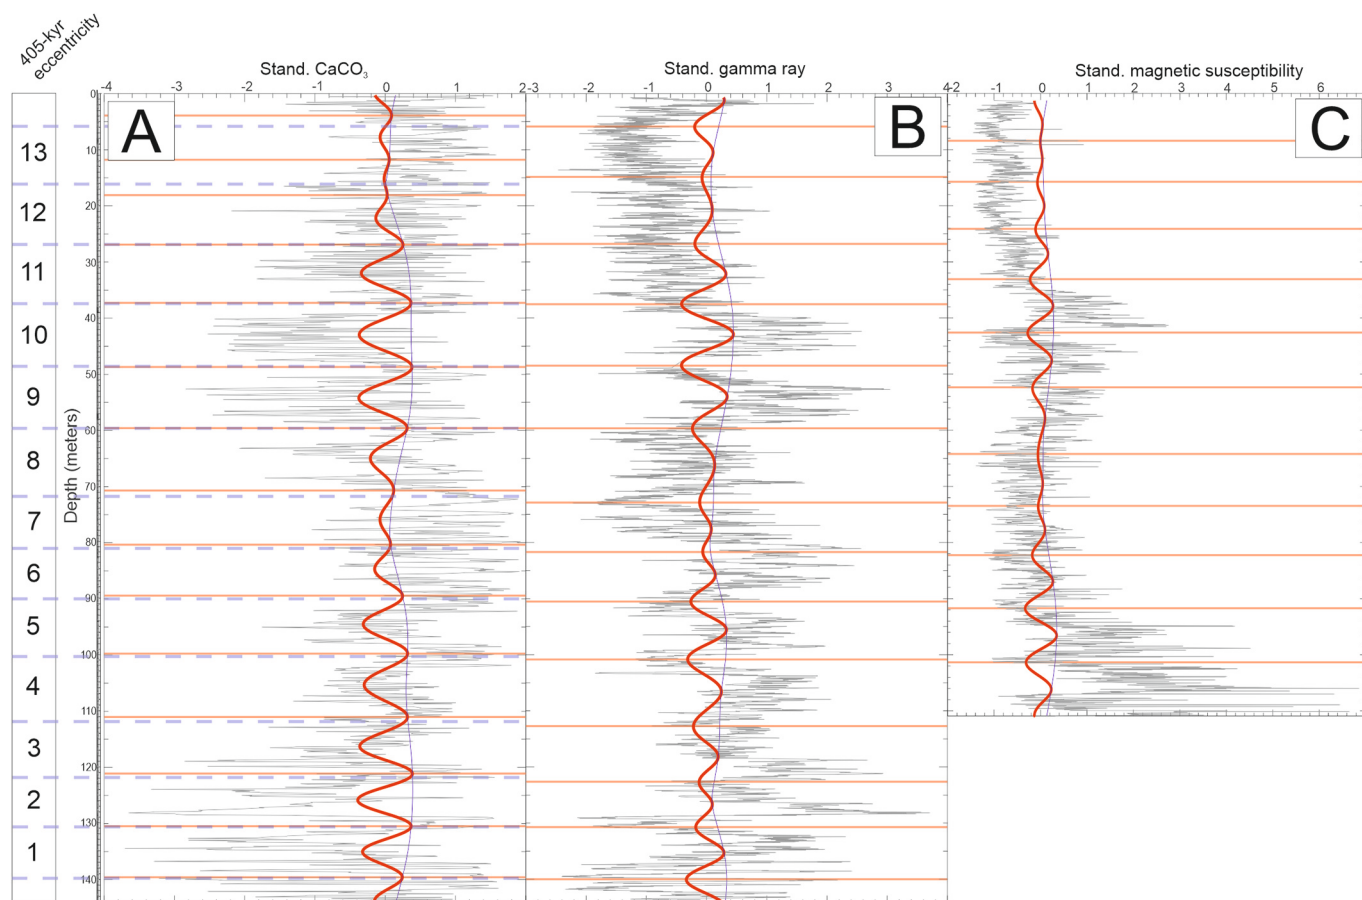 405-kyr
eccentricity
Stand. CaCO₃
Stand. gamma ray
Stand. magnetic susceptibility
-4 -3 -2 -1 0 1 2
-3 -2 -1 0 1 2 3 4
-2 -1 0 1 2 3 4 5 6
A
B
C
Depth (meters)
0
10
20
30
40
50
60
70
80
90
100
110
120
130
140
13
12
11
10
9
8
7
6
5
4
3
2
1